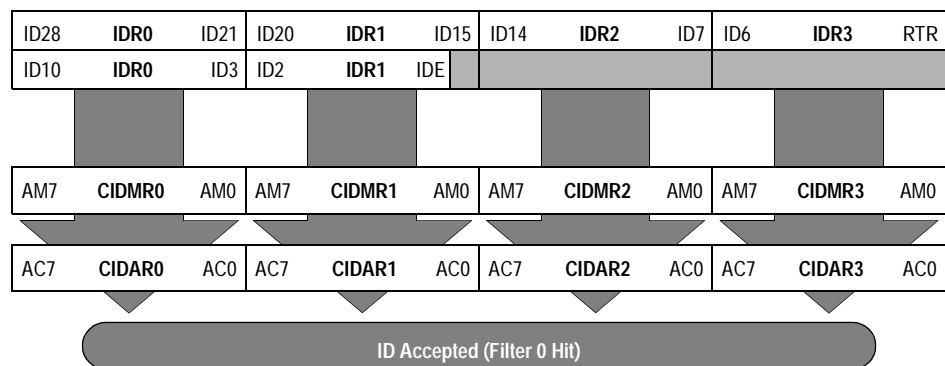 ID28 IDR0 ID21 ID20 IDR1 ID15 ID14 IDR2 ID7 ID6 IDR3 RTR
ID10 IDR0 ID3 ID2 IDR1 IDE
AM7 CIDMR0 AM0 AM7 CIDMR1 AM0 AM7 CIDMR2 AM0 AM7 CIDMR3 AM0
AC7 CIDAR0 AC0 AC7 CIDAR1 AC0 AC7 CIDAR2 AC0 AC7 CIDAR3 AC0
ID Accepted (Filter 0 Hit)